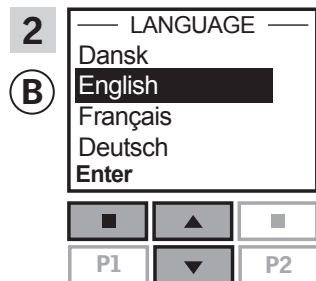 2
B
LANGUAGE
Dansk
English
Français
Deutsch
Enter
P1
P2